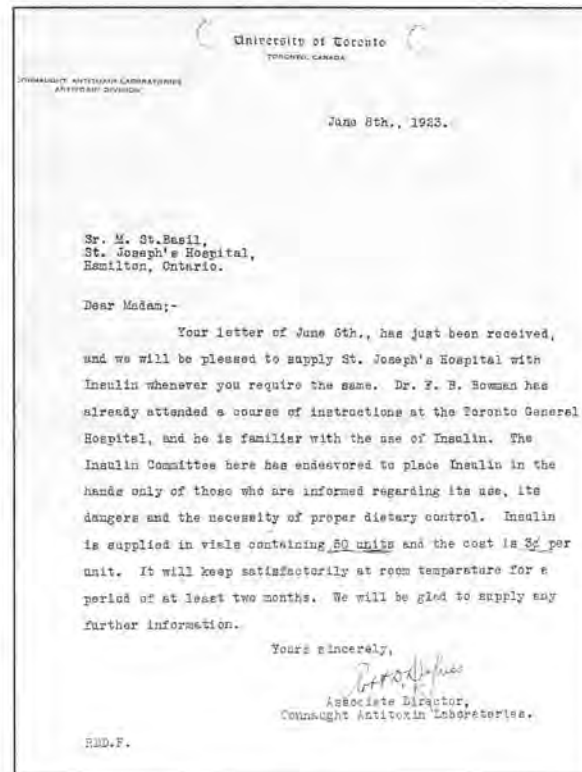 University of Toronto
TORONTO, CANADA
CONNAUGHT ANTITOXIN LABORATORIES
ANTITOXIN DIVISION
June 8th., 1923.
Sr. M. St.Basil,
St. Joseph's Hospital,
Hamilton, Ontario.
Dear Madam;-
Your letter of June 6th., has just been received,
and we will be pleased to supply St. Joseph's Hospital with
Insulin whenever you require the same. Dr. F. B. Bowman has
already attended a course of instructions at the Toronto General
Hospital, and he is familiar with the use of Insulin. The
Insulin Committee here has endeavored to place Insulin in the
hands only of those who are informed regarding its use, its
dangers and the necessity of proper dietary control. Insulin
is supplied in vials containing 50 units and the cost is 3¢ per
unit. It will keep satisfactorily at room temperature for a
period of at least two months. We will be glad to supply any
further information.
Yours sincerely,
Associate Director,
Connaught Antitoxin Laboratories.